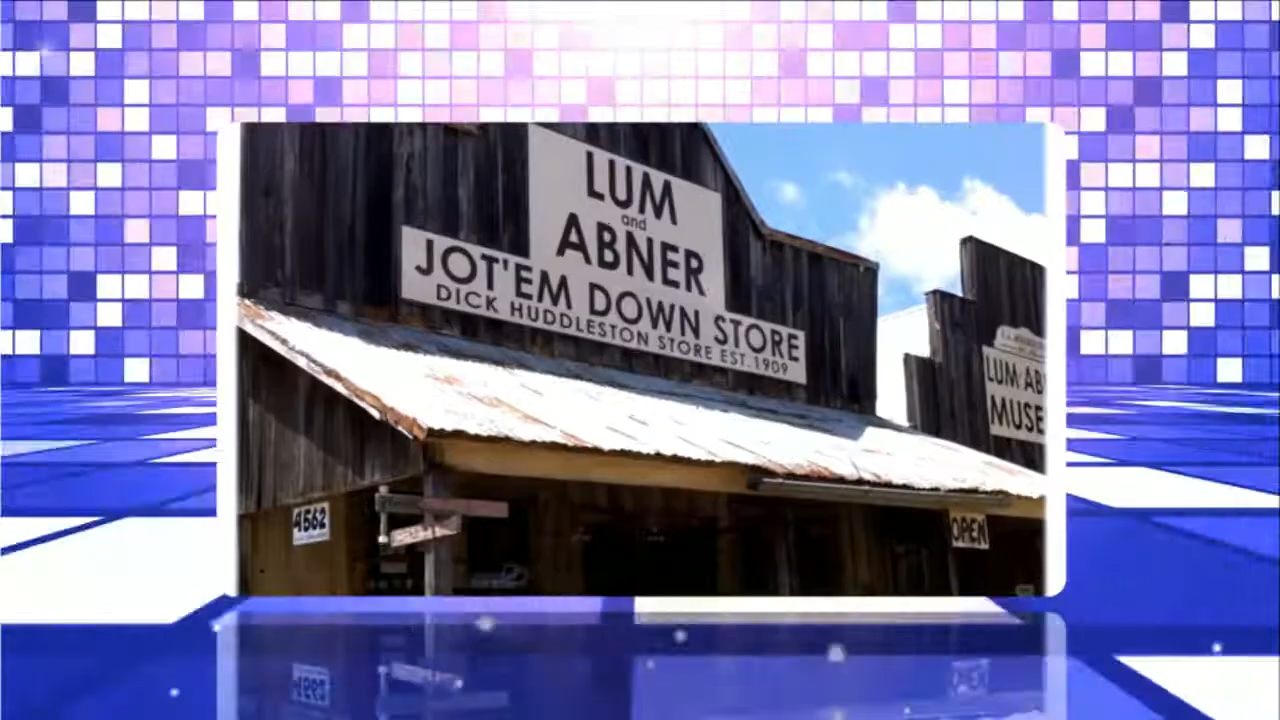 LUM
and
ABNER
JOT'EM DOWN STORE
DICK HUDDLESTON STORE EST. 1909
LUM AB
MUSE
4562
OPEN